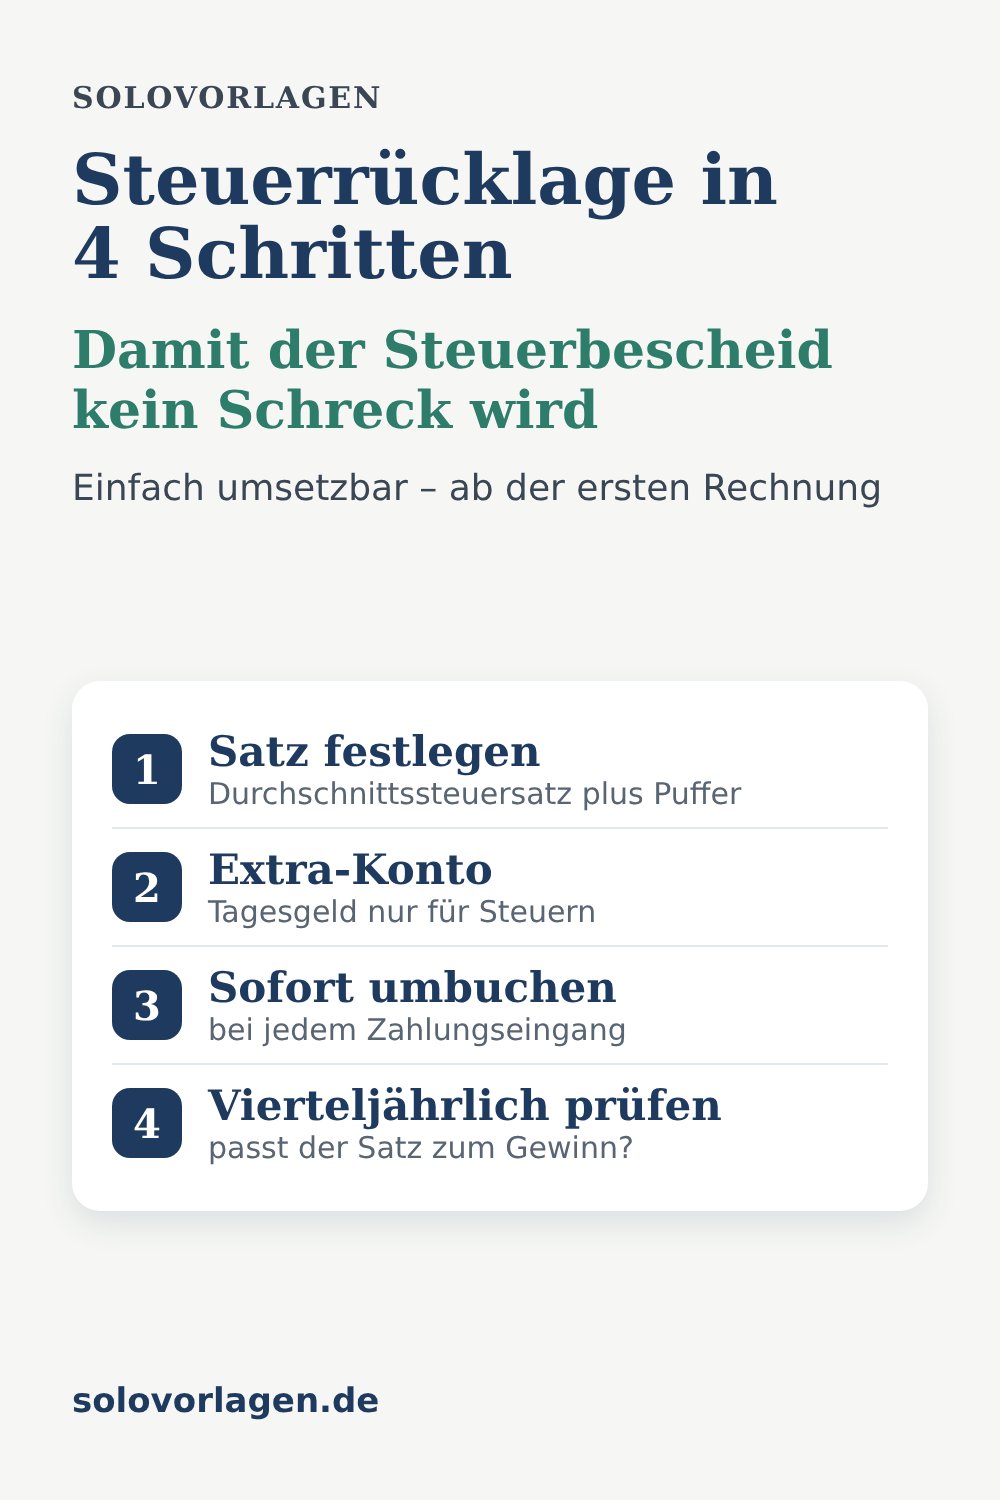 SOLOVORLAGEN
Steuerrücklage in
4 Schritten
Damit der Steuerbescheid
kein Schreck wird
Einfach umsetzbar – ab der ersten Rechnung
1
Satz festlegen
Durchschnittssteuersatz plus Puffer
2
Extra-Konto
Tagesgeld nur für Steuern
3
Sofort umbuchen
bei jedem Zahlungseingang
4
Vierteljährlich prüfen
passt der Satz zum Gewinn?
solovorlagen.de